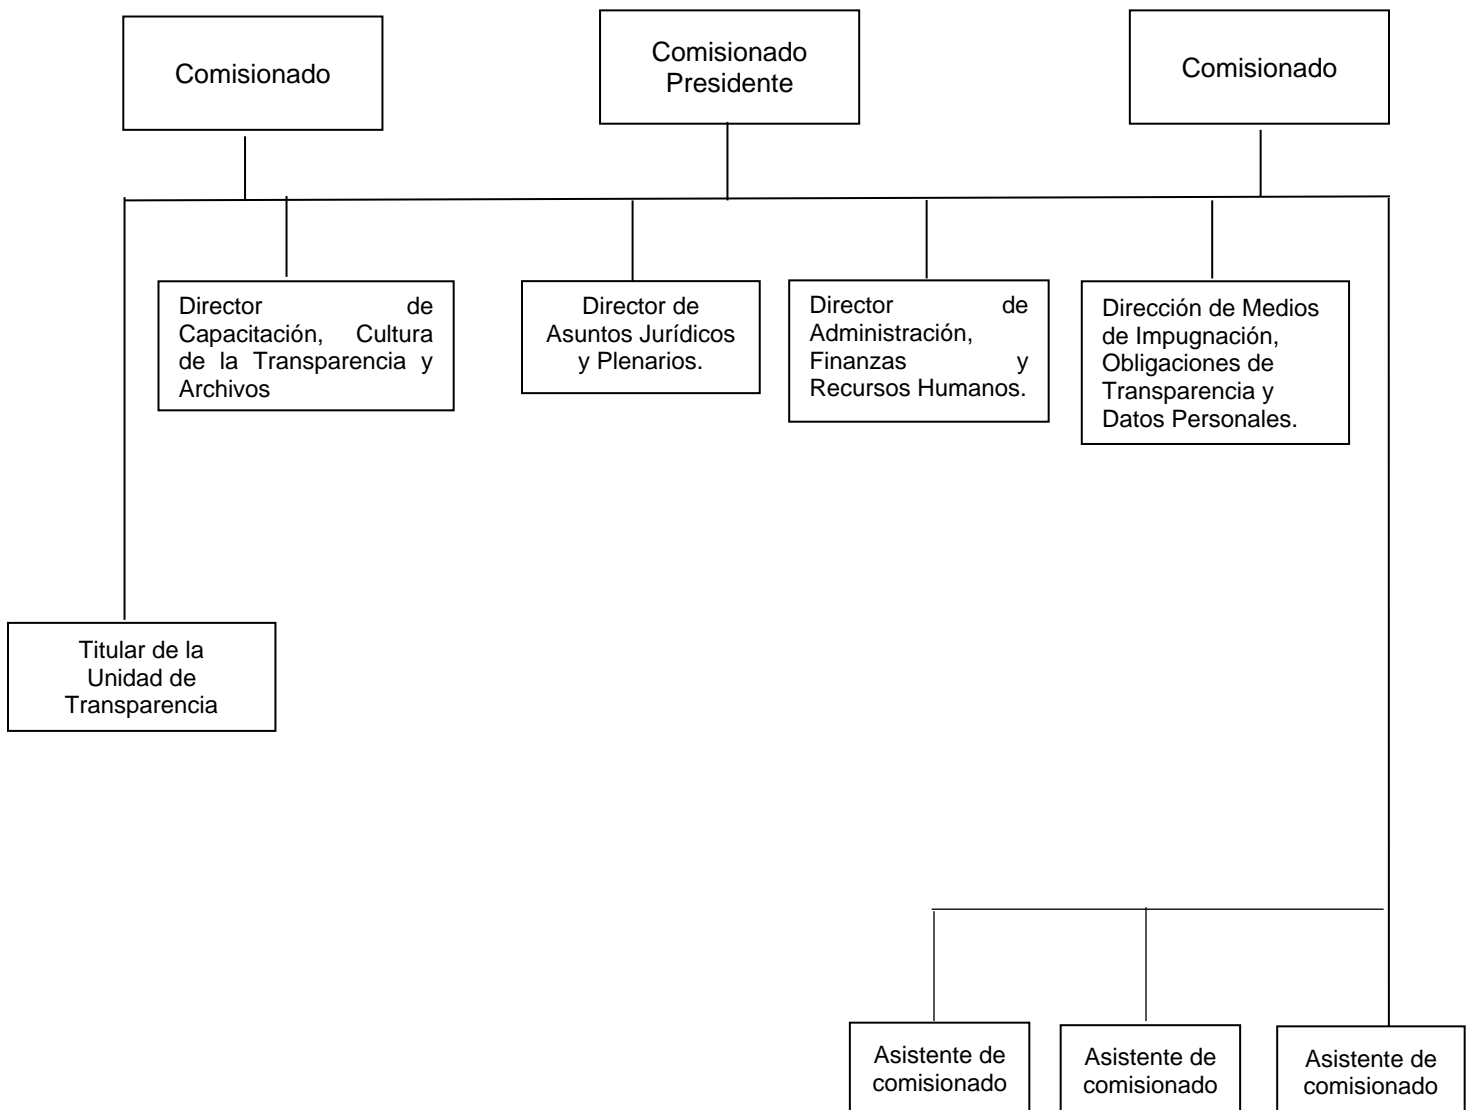 Comisionado
Comisionado
Presidente
Comisionado
Director de
Capacitación, Cultura
de la Transparencia y
Archivos
Director de
Asuntos Jurídicos
y Plenarios.
Director de
Administración,
Finanzas y
Recursos Humanos.
Dirección de Medios
de Impugnación,
Obligaciones de
Transparencia y
Datos Personales.
Titular de la
Unidad de
Transparencia
Asistente de
comisionado
Asistente de
comisionado
Asistente de
comisionado